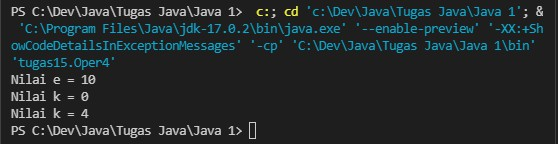 PS C:\Dev\Java\Tugas Java\Java 1>  c:; cd 'c:\Dev\Java\Tugas Java\Java 1'; &
 'C:\Program Files\Java\jdk-17.0.2\bin\java.exe' '--enable-preview' '-XX:+Sh
owCodeDetailsInExceptionMessages' '-cp' 'C:\Dev\Java\Tugas Java\Java 1\bin'
'tugas15.Oper4'
Nilai e = 10
Nilai k = 0
Nilai k = 4
PS C:\Dev\Java\Tugas Java\Java 1>